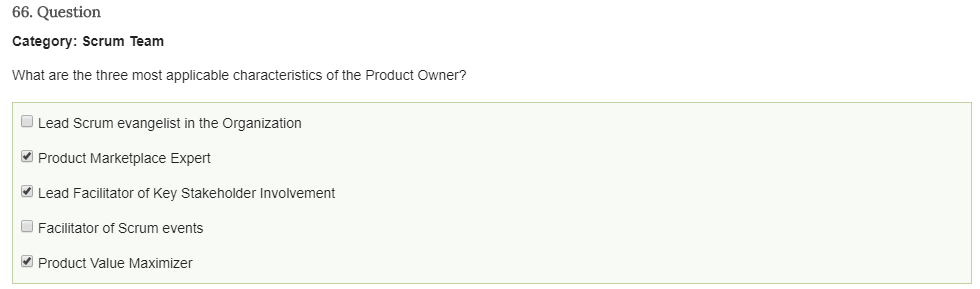 66. Question
Category: Scrum Team
What are the three most applicable characteristics of the Product Owner?
Lead Scrum evangelist in the Organization
Product Marketplace Expert
Lead Facilitator of Key Stakeholder Involvement
Facilitator of Scrum events
Product Value Maximizer